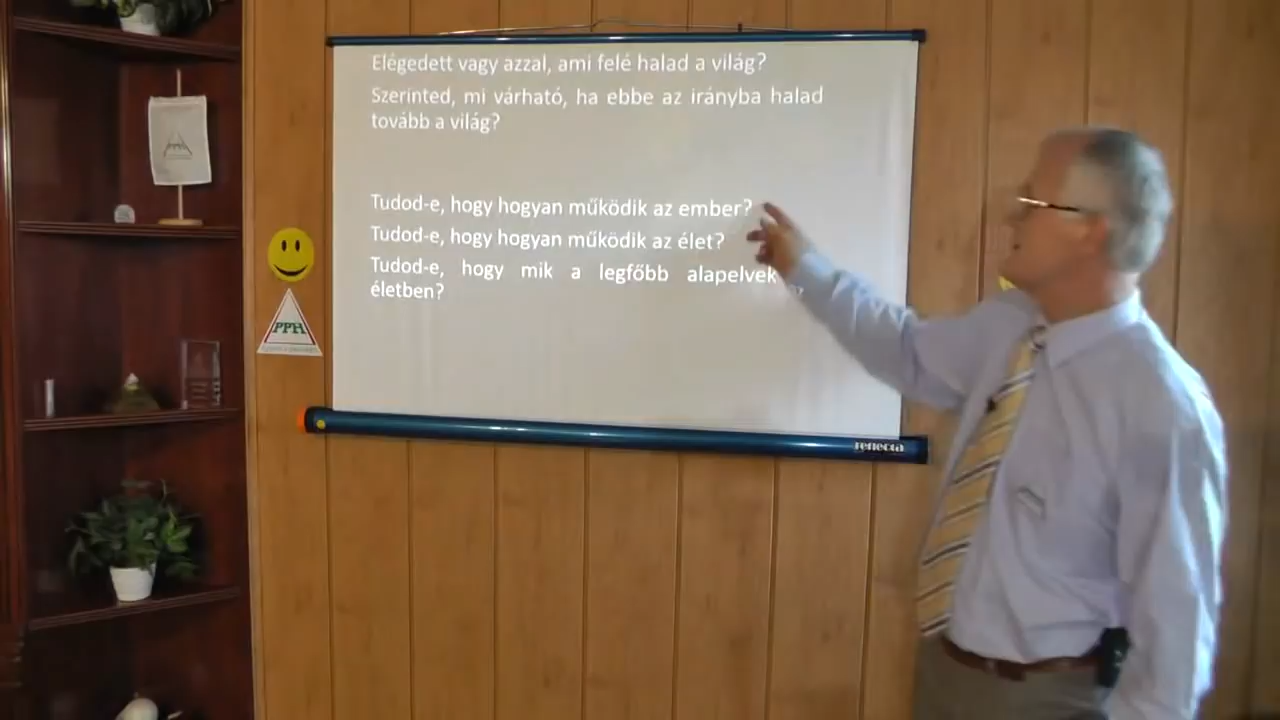 Elégedett vagy azzal, ami felé halad a világ?
Szerinted, mi várható, ha ebbe az irányba halad
tovább a világ?
Tudod-e, hogy hogyan működik az ember?
Tudod-e, hogy hogyan működik az élet?
Tudod-e, hogy mik a legfőbb alapelvek
életben?
PPH
reflecta